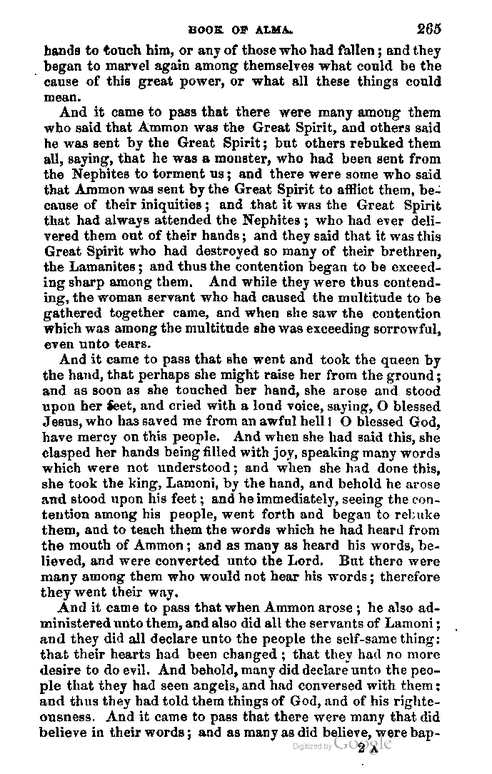 BOOK OF ALMA. 265
hands to touch him, or any of those who had fallen; and they
began to marvel again among themselves what could be the
cause of this great power, or what all these things could
mean.
And it came to pass that there were many among them
who said that Ammon was the Great Spirit, and others said
he was sent by the Great Spirit; but others rebuked them
all, saying, that he was a monster, who had been sent from
the Nephites to torment us; and there were some who said
that Ammon was sent by the Great Spirit to afflict them, be-
cause of their iniquities; and that it was the Great Spirit
that had always attended the Nephites; who had ever deli-
vered them out of their hands; and they said that it was this
Great Spirit who had destroyed so many of their brethren,
the Lamanites; and thus the contention began to be exceed-
ing sharp among them. And while they were thus contend-
ing, the woman servant who had caused the multitude to be
gathered together came, and when she saw the contention
which was among the multitude she was exceeding sorrowful,
even unto tears.
And it came to pass that she went and took the queen by
the hand, that perhaps she might raise her from the ground;
and as soon as she touched her hand, she arose and stood
upon her feet, and cried with a loud voice, saying, O blessed
Jesus, who has saved me from an awful hell! O blessed God,
have mercy on this people. And when she had said this, she
clasped her hands being filled with joy, speaking many words
which were not understood; and when she had done this,
she took the king, Lamoni, by the hand, and behold he arose
and stood upon his feet; and he immediately, seeing the con-
tention among his people, went forth and began to rebuke
them, and to teach them the words which he had heard from
the mouth of Ammon; and as many as heard his words, be-
lieved, and were converted unto the Lord. But there were
many among them who would not hear his words; therefore
they went their way.
And it came to pass that when Ammon arose; he also ad-
ministered unto them, and also did all the servants of Lamoni;
and they did all declare unto the people the self-same thing:
that their hearts had been changed; that they had no more
desire to do evil. And behold, many did declare unto the peo-
ple that they had seen angels, and had conversed with them:
and thus they had told them things of God, and of his righte-
ousness. And it came to pass that there were many that did
believe in their words; and as many as did believe, were bap-
Digitized by Google
2 A